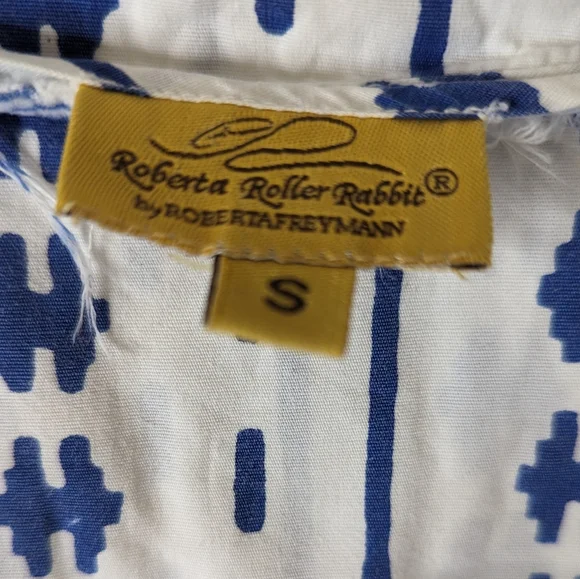 Roberta Roller Rabbit®
by ROBERTAFREYMANN
S